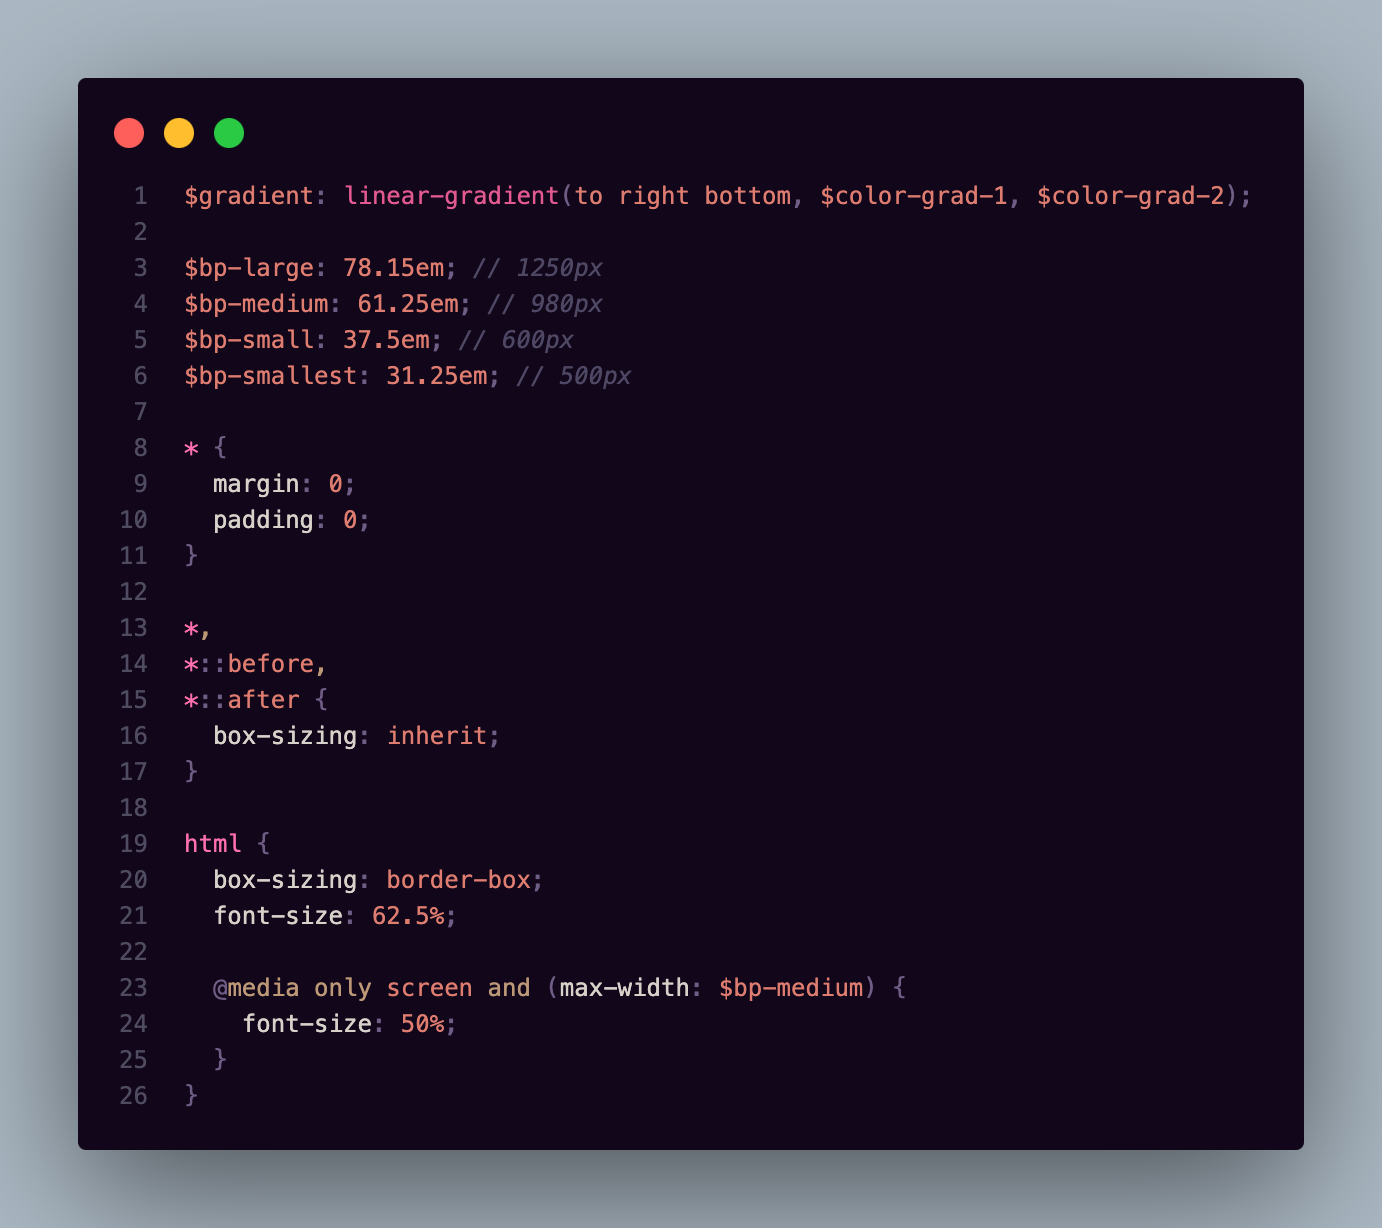 1 $gradient: linear-gradient(to right bottom, $color-grad-1, $color-grad-2);
2
3 $bp-large: 78.15em; // 1250px
4 $bp-medium: 61.25em; // 980px
5 $bp-small: 37.5em; // 600px
6 $bp-smallest: 31.25em; // 500px
7
8 * {
9   margin: 0;
10   padding: 0;
11 }
12
13 *,
14 *::before,
15 *::after {
16   box-sizing: inherit;
17 }
18
19 html {
20   box-sizing: border-box;
21   font-size: 62.5%;
22
23   @media only screen and (max-width: $bp-medium) {
24     font-size: 50%;
25   }
26 }